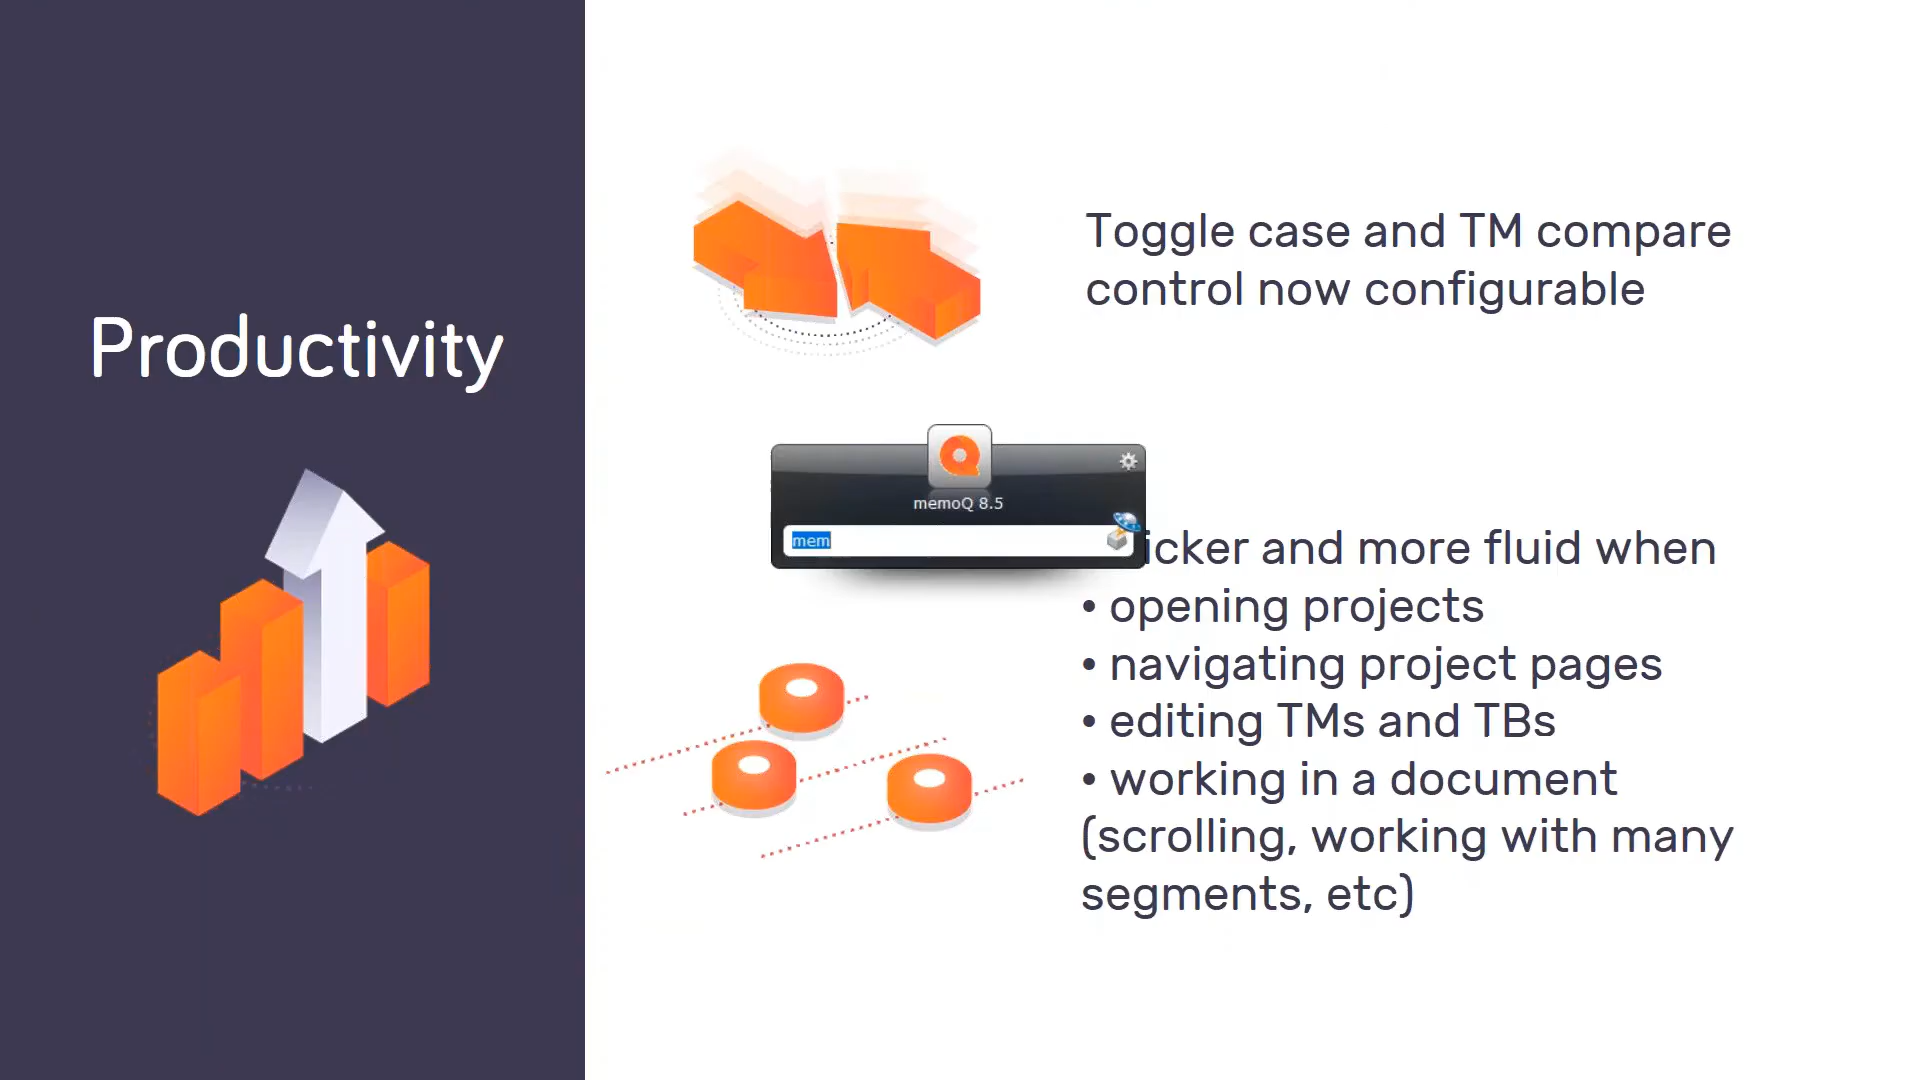 Productivity
Toggle case and TM compare
control now configurable
memoQ 8.5
mem
icker and more fluid when
• opening projects
• navigating project pages
• editing TMs and TBs
• working in a document
(scrolling, working with many
segments, etc)